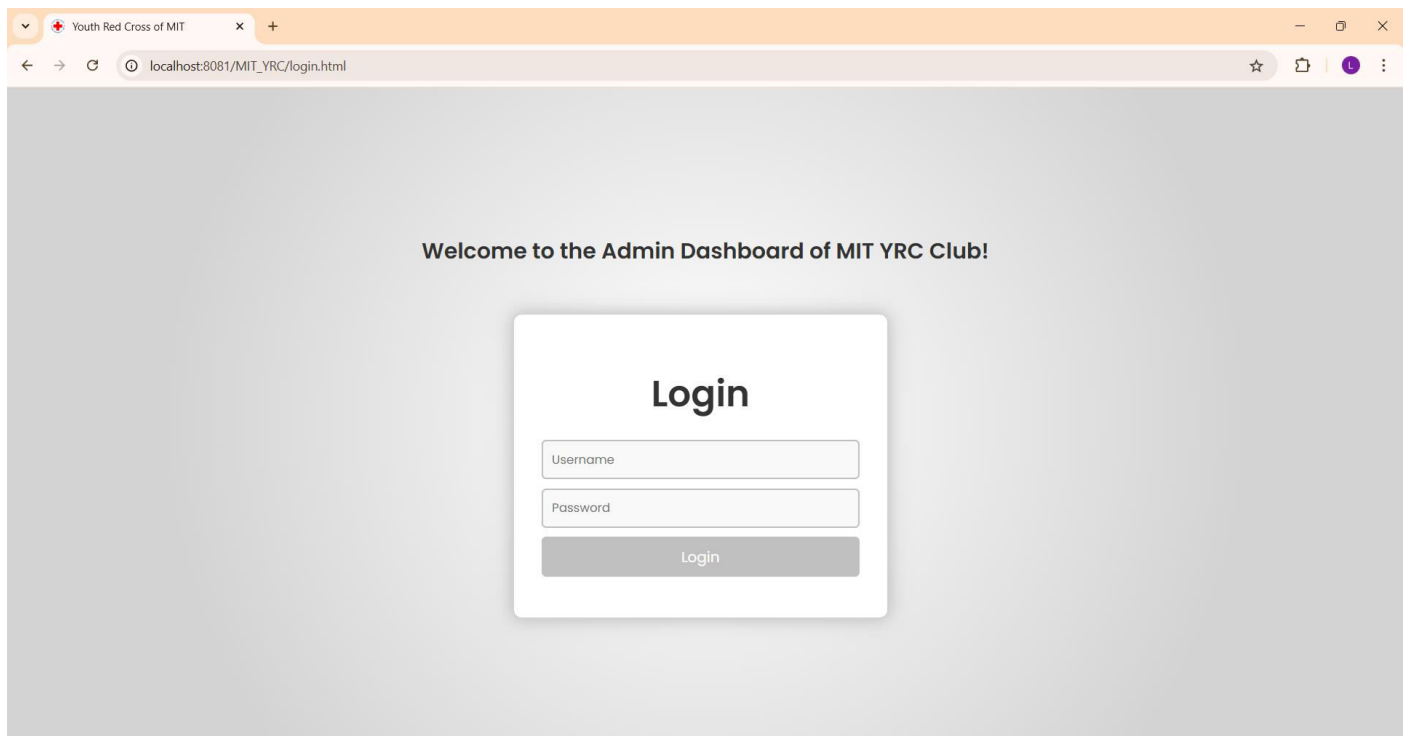 Youth Red Cross of MIT
localhost:8081/MIT_YRC/login.html
L
Welcome to the Admin Dashboard of MIT YRC Club!
Login
Username
Password
Login